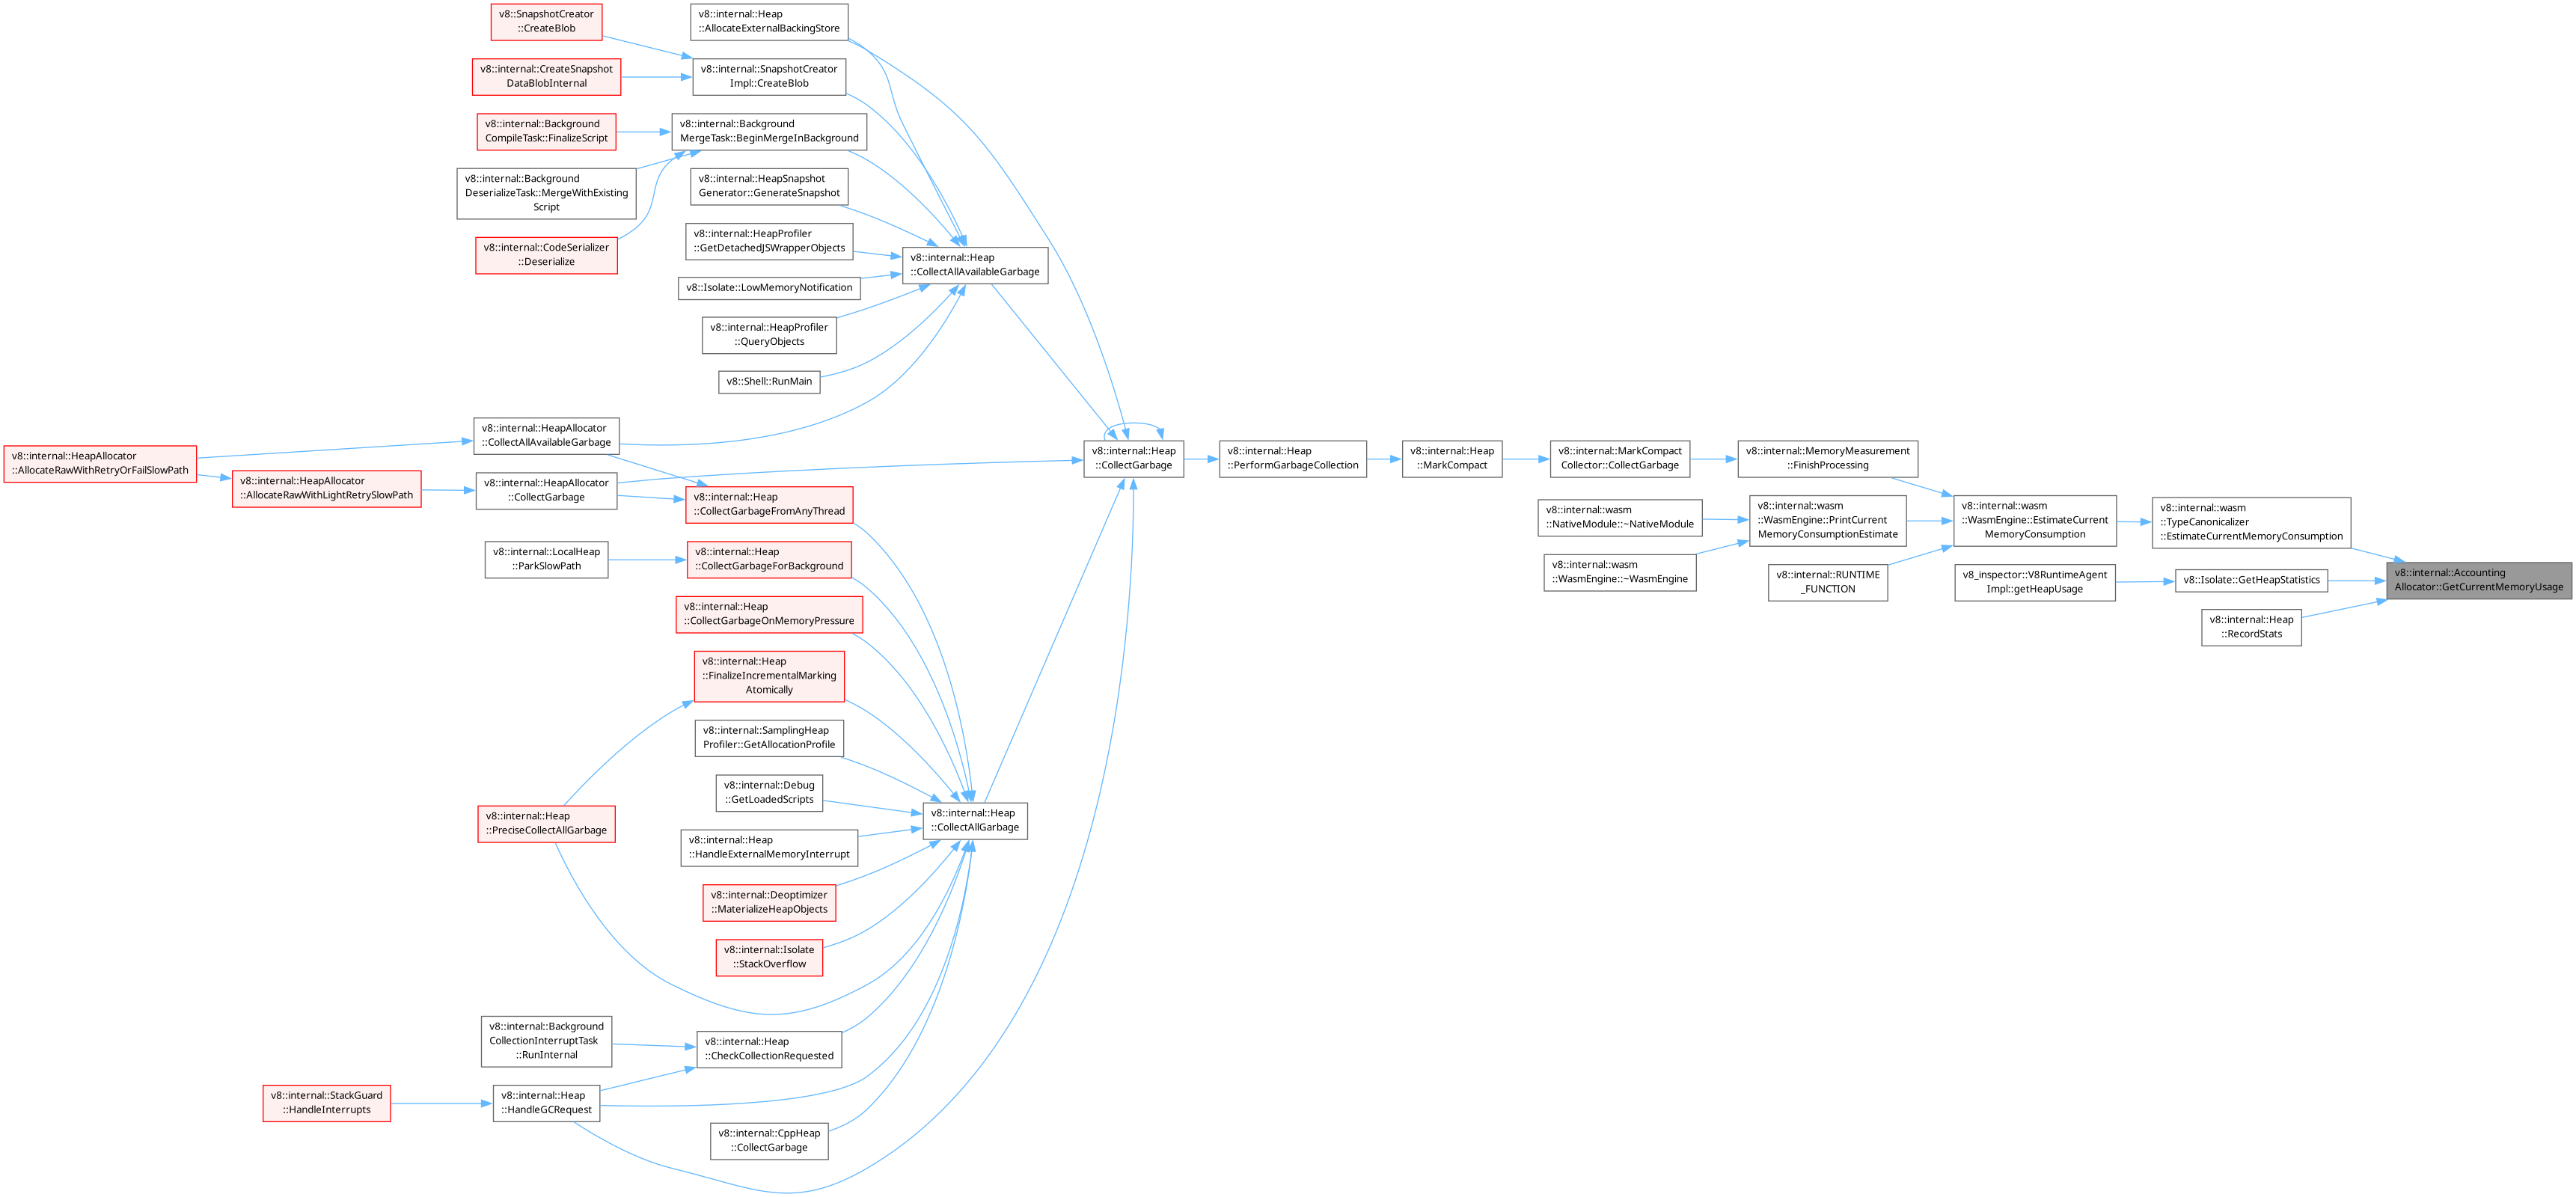 v8::SnapshotCreator
::CreateBlob
v8::internal::Heap
::AllocateExternalBackingStore
v8::internal::CreateSnapshot
DataBlobInternal
v8::internal::SnapshotCreator
Impl::CreateBlob
v8::internal::Background
CompileTask::FinalizeScript
v8::internal::Background
MergeTask::BeginMergeInBackground
v8::internal::Background
DeserializeTask::MergeWithExisting
Script
v8::internal::HeapSnapshot
Generator::GenerateSnapshot
v8::internal::CodeSerializer
::Deserialize
v8::internal::HeapProfiler
::GetDetachedJSWrapperObjects
v8::internal::Heap
::CollectAllAvailableGarbage
v8::Isolate::LowMemoryNotification
v8::internal::HeapProfiler
::QueryObjects
v8::Shell::RunMain
v8::internal::HeapAllocator
::CollectAllAvailableGarbage
v8::internal::HeapAllocator
::AllocateRawWithRetryOrFailSlowPath
v8::internal::HeapAllocator
::AllocateRawWithLightRetrySlowPath
v8::internal::HeapAllocator
::CollectGarbage
v8::internal::Heap
::CollectGarbageFromAnyThread
v8::internal::Heap
::CollectGarbage
v8::internal::Heap
::PerformGarbageCollection
v8::internal::Heap
::MarkCompact
v8::internal::MarkCompact
Collector::CollectGarbage
v8::internal::MemoryMeasurement
::FinishProcessing
v8::internal::wasm
::NativeModule::~NativeModule
v8::internal::wasm
::WasmEngine::PrintCurrent
MemoryConsumptionEstimate
v8::internal::wasm
::WasmEngine::EstimateCurrent
MemoryConsumption
v8::internal::wasm
::TypeCanonicalizer
::EstimateCurrentMemoryConsumption
v8::internal::LocalHeap
::ParkSlowPath
v8::internal::Heap
::CollectGarbageForBackground
v8::internal::wasm
::WasmEngine::~WasmEngine
v8::internal::RUNTIME
_FUNCTION
v8_inspector::V8RuntimeAgent
Impl::getHeapUsage
v8::Isolate::GetHeapStatistics
v8::internal::Accounting
Allocator::GetCurrentMemoryUsage
v8::internal::Heap
::RecordStats
v8::internal::Heap
::CollectGarbageOnMemoryPressure
v8::internal::Heap
::FinalizeIncrementalMarking
Atomically
v8::internal::SamplingHeap
Profiler::GetAllocationProfile
v8::internal::Debug
::GetLoadedScripts
v8::internal::Heap
::PreciseCollectAllGarbage
v8::internal::Heap
::CollectAllGarbage
v8::internal::Heap
::HandleExternalMemoryInterrupt
v8::internal::Deoptimizer
::MaterializeHeapObjects
v8::internal::Isolate
::StackOverflow
v8::internal::Background
CollectionInterruptTask
::RunInternal
v8::internal::Heap
::CheckCollectionRequested
v8::internal::StackGuard
::HandleInterrupts
v8::internal::Heap
::HandleGCRequest
v8::internal::CppHeap
::CollectGarbage